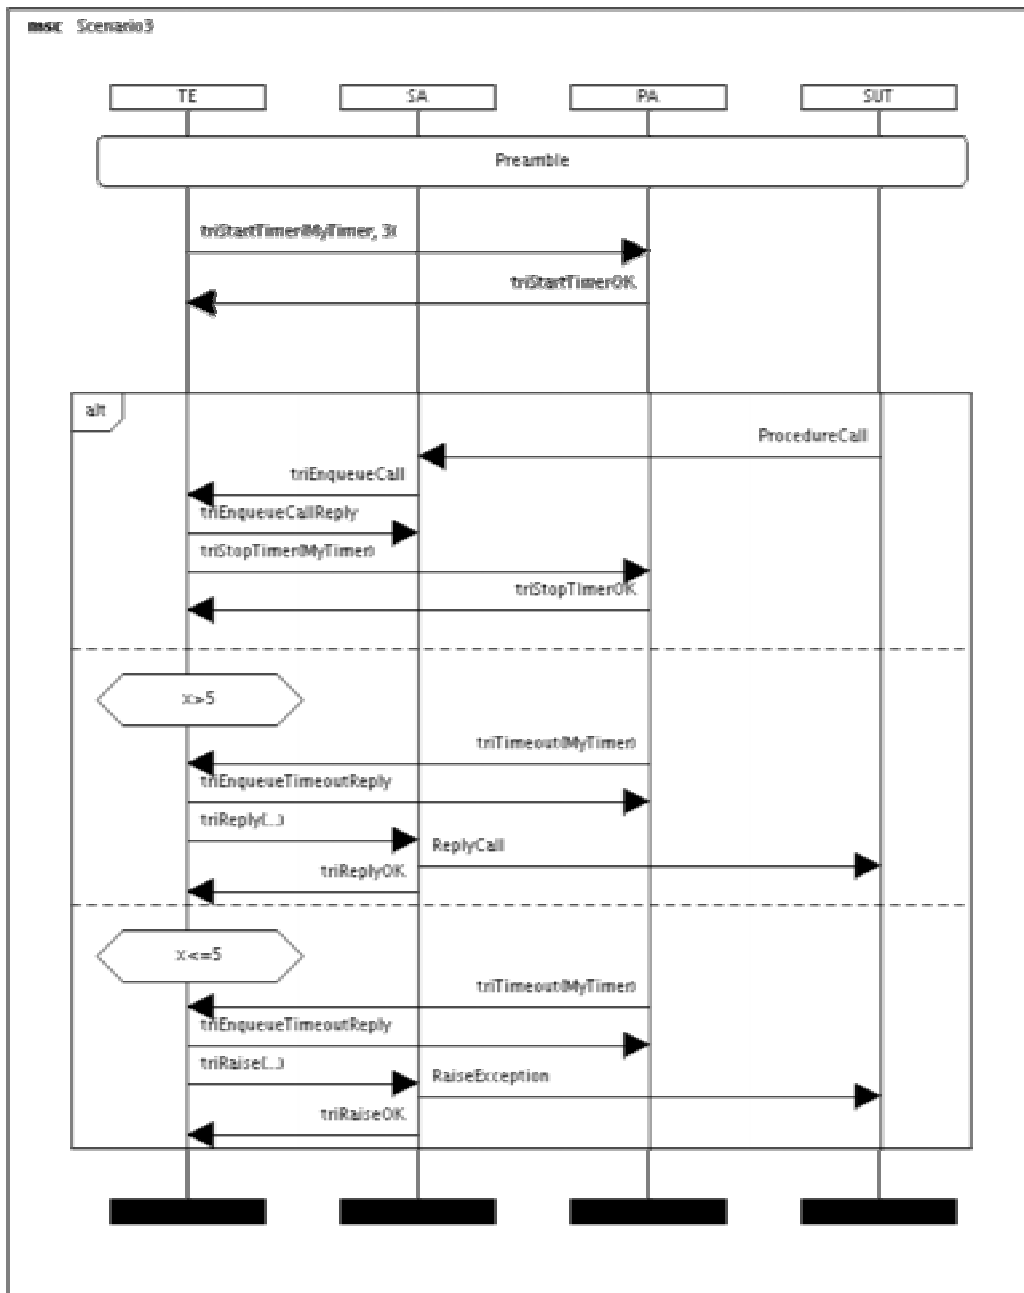 msc Scenario3
TE SA PA SUT
Preamble
triStartTimer(MyTimer, 3)
triStartTimerOK
alt
ProcedureCall
triEnqueueCall
triEnqueueCallReply
triStopTimer(MyTimer)
triStopTimerOK
x>5
triTimeout(MyTimer)
triEnqueueTimeoutReply
triReply(...)
ReplyCall
triReplyOK
x<=5
triTimeout(MyTimer)
triEnqueueTimeoutReply
triRaise(...)
RaiseException
triRaiseOK